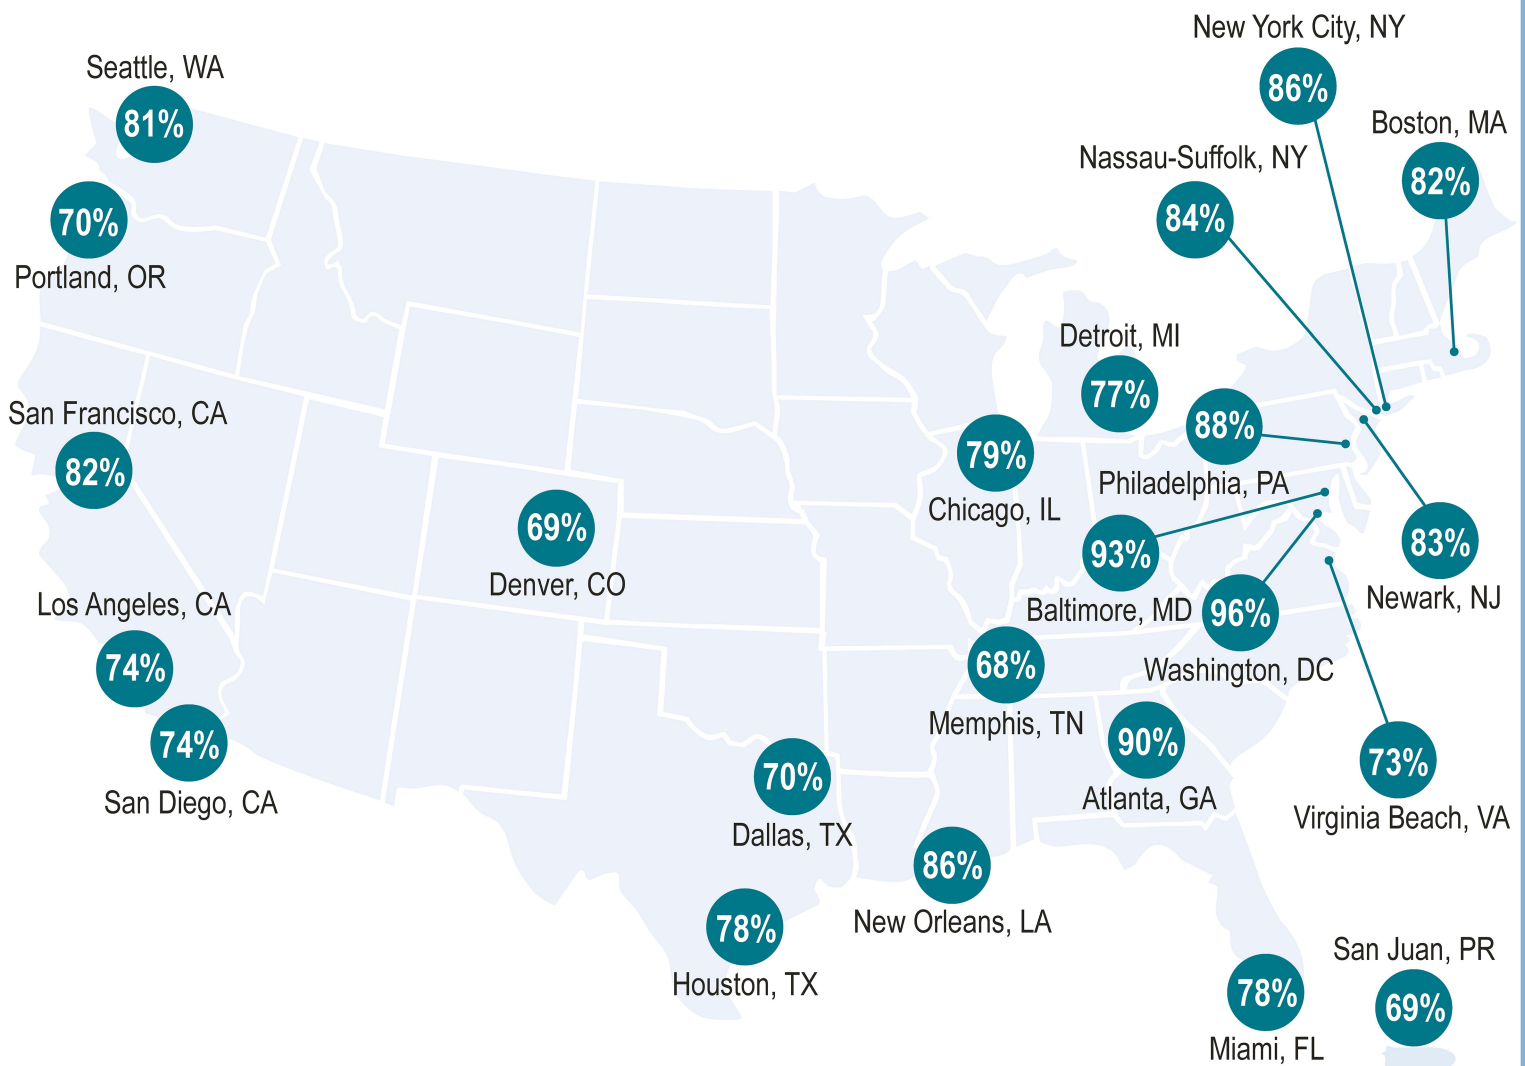 New York City, NY
86%
Seattle, WA
81%
Boston, MA
82%
Nassau-Suffolk, NY
84%
70%
Portland, OR
Detroit, MI
77%
San Francisco, CA
82%
88%
Philadelphia, PA
79%
Chicago, IL
69%
Denver, CO
93%
Baltimore, MD
83%
Newark, NJ
96%
Washington, DC
Los Angeles, CA
74%
68%
Memphis, TN
74%
San Diego, CA
90%
Atlanta, GA
73%
Virginia Beach, VA
70%
Dallas, TX
86%
New Orleans, LA
78%
Houston, TX
78%
Miami, FL
San Juan, PR
69%